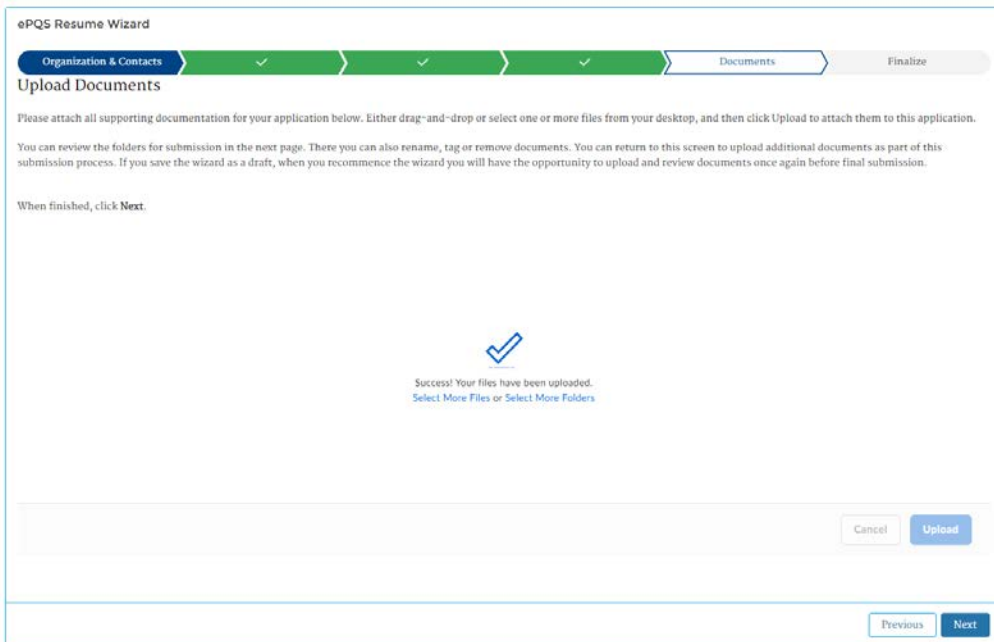 ePQS Resume Wizard
Organization & Contacts
Documents
Finalize
Upload Documents
Please attach all supporting documentation for your application below. Either drag-and-drop or select one or more files from your desktop, and then click Upload to attach them to this application.
You can review the folders for submission in the next page. There you can also rename, tag or remove documents. You can return to this screen to upload additional documents as part of this
submission process. If you save the wizard as a draft, when you recommence the wizard you will have the opportunity to upload and review documents once again before final submission.
When finished, click Next.
Success! Your files have been uploaded.
Select More Files or Select More Folders
Cancel
Upload
Previous
Next